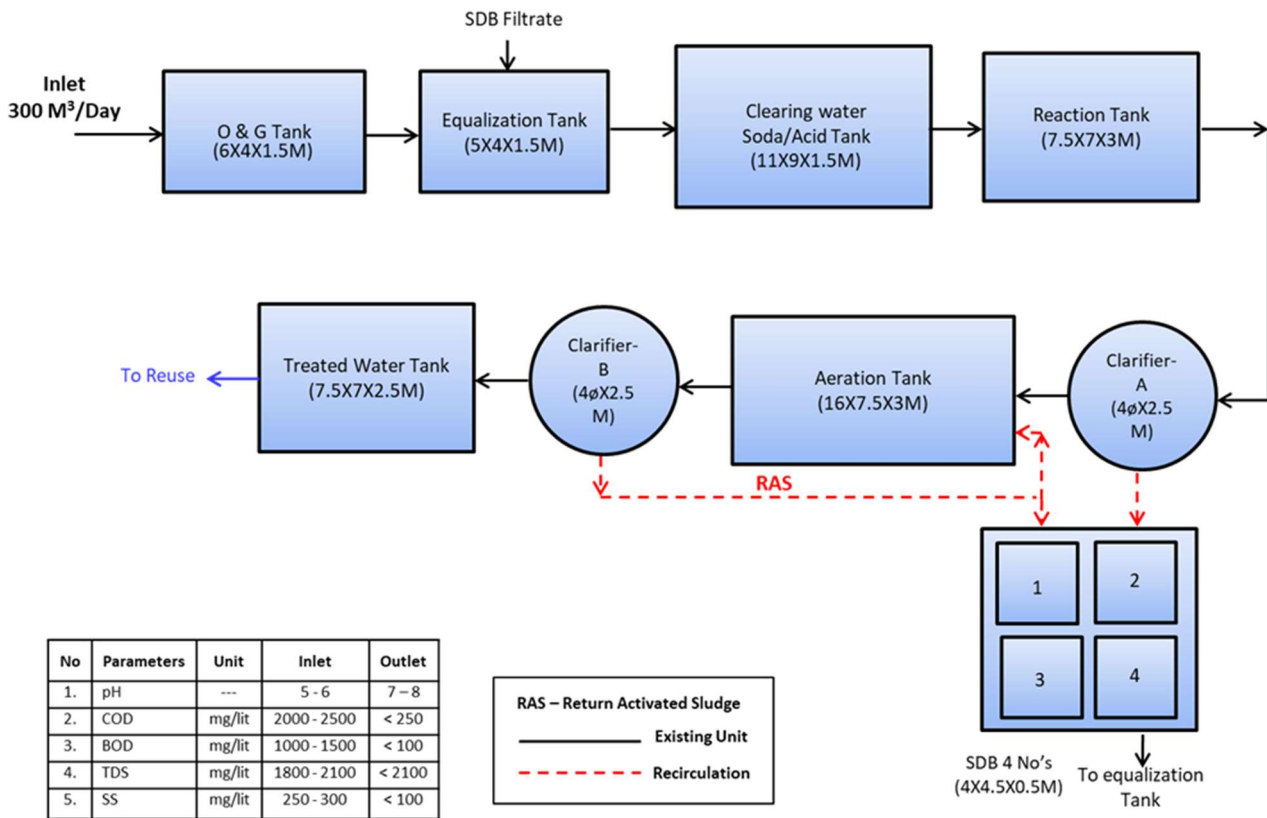 SDB Filtrate
Inlet
300 M³/Day
O & G Tank
(6X4X1.5M)
Equalization Tank
(5X4X1.5M)
Clearing water
Soda/Acid Tank
(11X9X1.5M)
Reaction Tank
(7.5X7X3M)
To Reuse
Treated Water Tank
(7.5X7X2.5M)
Clarifier-
B
(4øX2.5
M)
Aeration Tank
(16X7.5X3M)
Clarifier-
A
(4øX2.5
M)
RAS
1
2
3
4
SDB 4 No's
(4X4.5X0.5M)
To equalization
Tank
No Parameters Unit Inlet Outlet
1. pH --- 5 - 6 7 – 8
2. COD mg/lit 2000 - 2500 < 250
3. BOD mg/lit 1000 - 1500 < 100
4. TDS mg/lit 1800 - 2100 < 2100
5. SS mg/lit 250 - 300 < 100
RAS – Return Activated Sludge
Existing Unit
Recirculation